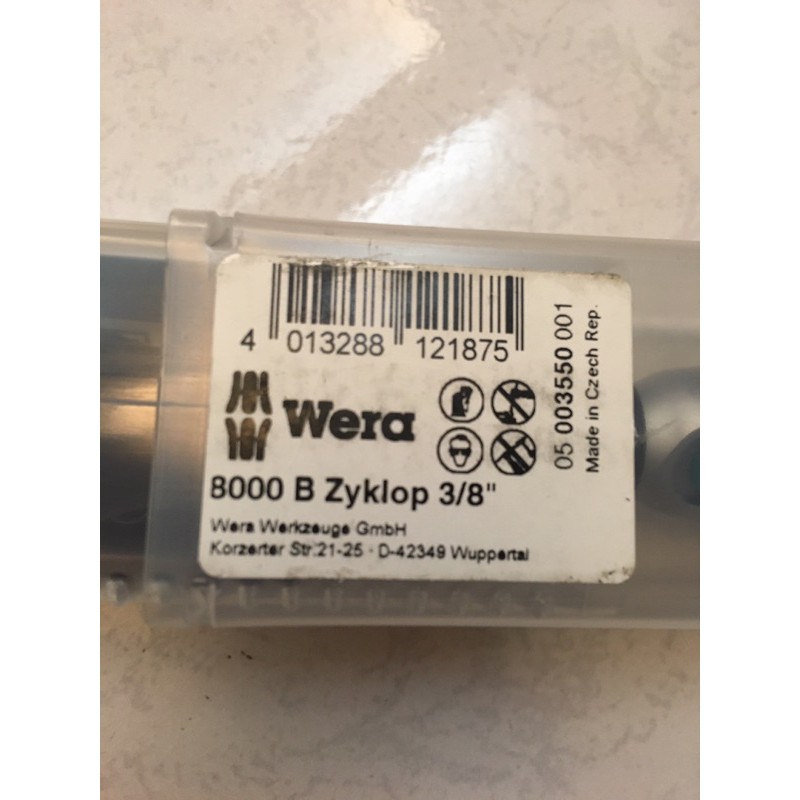 4 013288 121875
Wera
8000 B Zyklop 3/8"
Wera Werkzeuge GmbH
Korzerter Str.21-25 · D-42349 Wuppertal
05 003550 001
Made in Czech Rep.